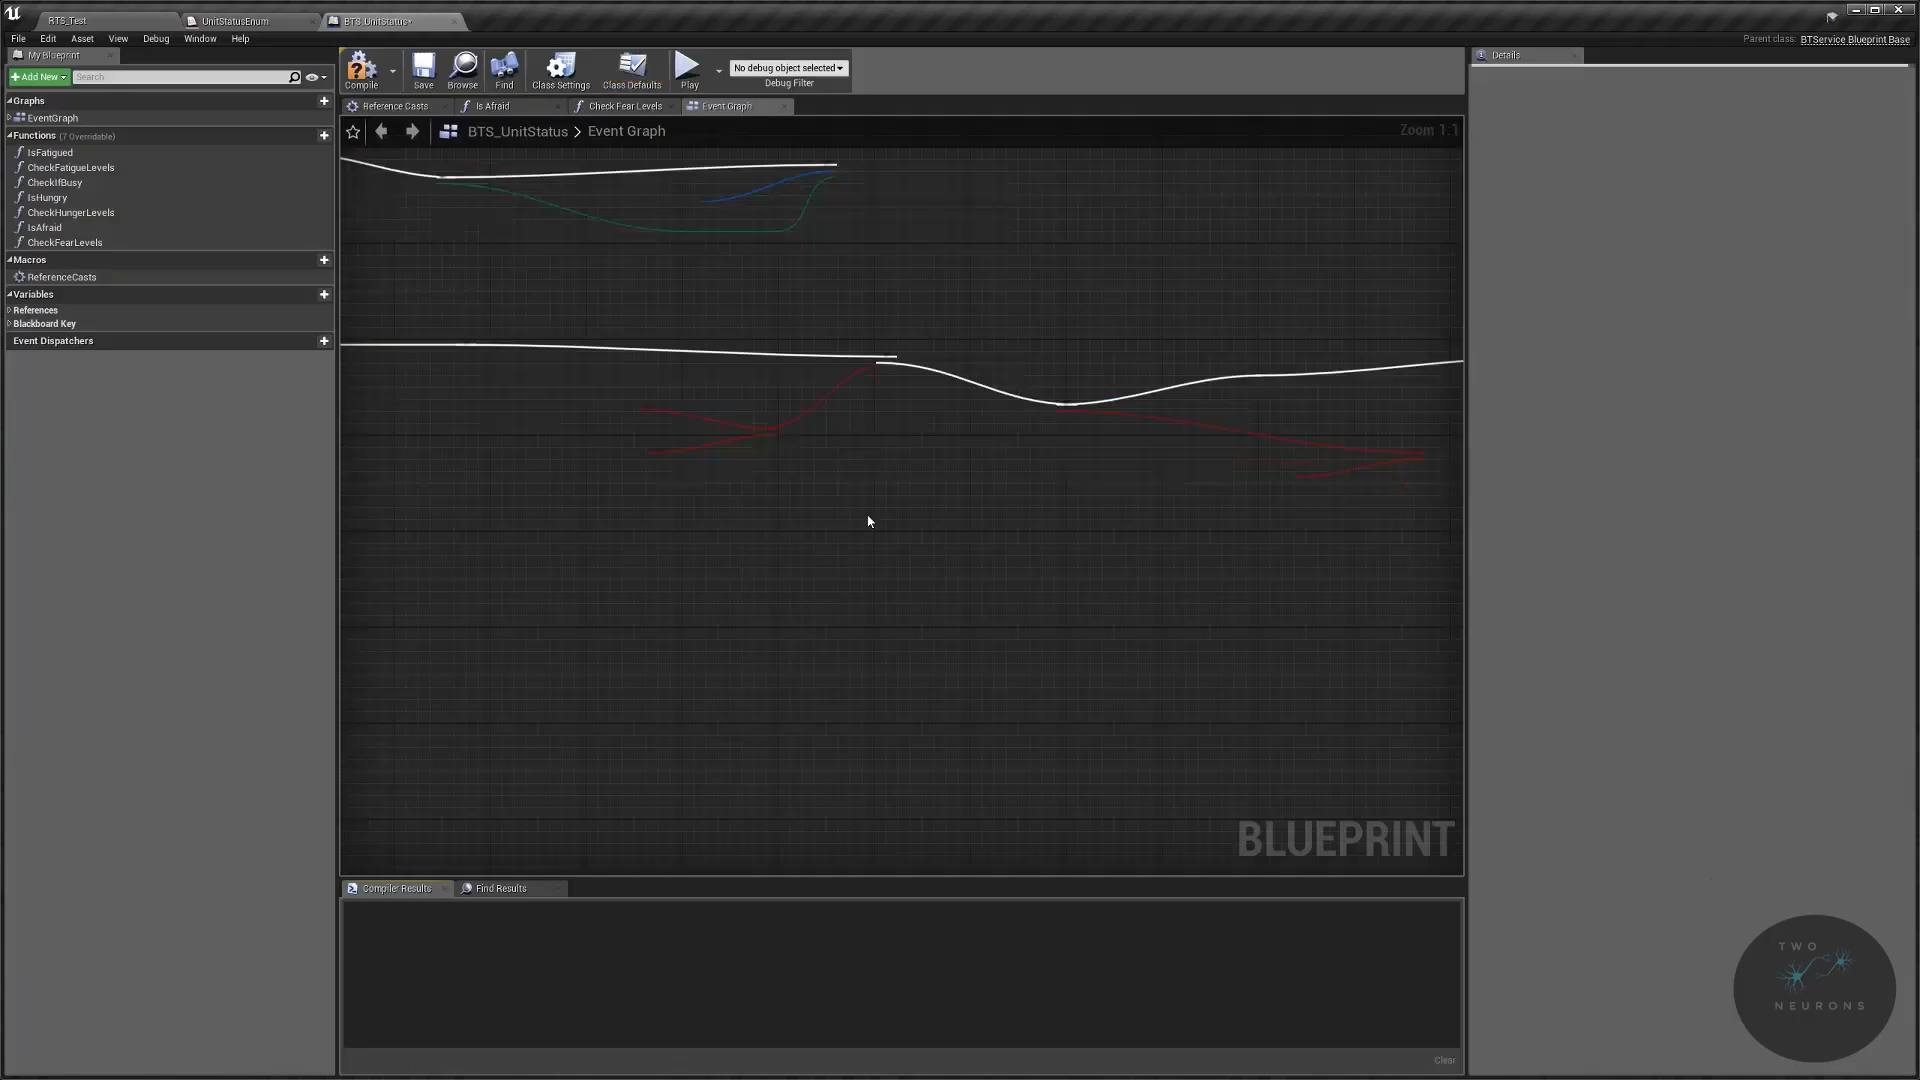 RTS_Test
UnitStatusEnum
BTS_UnitStatus*
File Edit Asset View Debug Window Help
Parent class: BTService Blueprint Base
My Blueprint
Add New
Search
Graphs
EventGraph
Functions (7 Overridable)
IsFatigued
CheckFatigueLevels
CheckIfBusy
IsHungry
CheckHungerLevels
IsAfraid
CheckFearLevels
Macros
ReferenceCasts
Variables
References
Blackboard Key
Event Dispatchers
Compile
Save
Browse
Find
Class Settings
Class Defaults
Play
No debug object selected
Debug Filter
Reference Casts
Is Afraid
Check Fear Levels
Event Graph
BTS_UnitStatus > Event Graph
Zoom 1:1
BLUEPRINT
Compiler Results
Find Results
Clear
Details
TWO
NEURONS